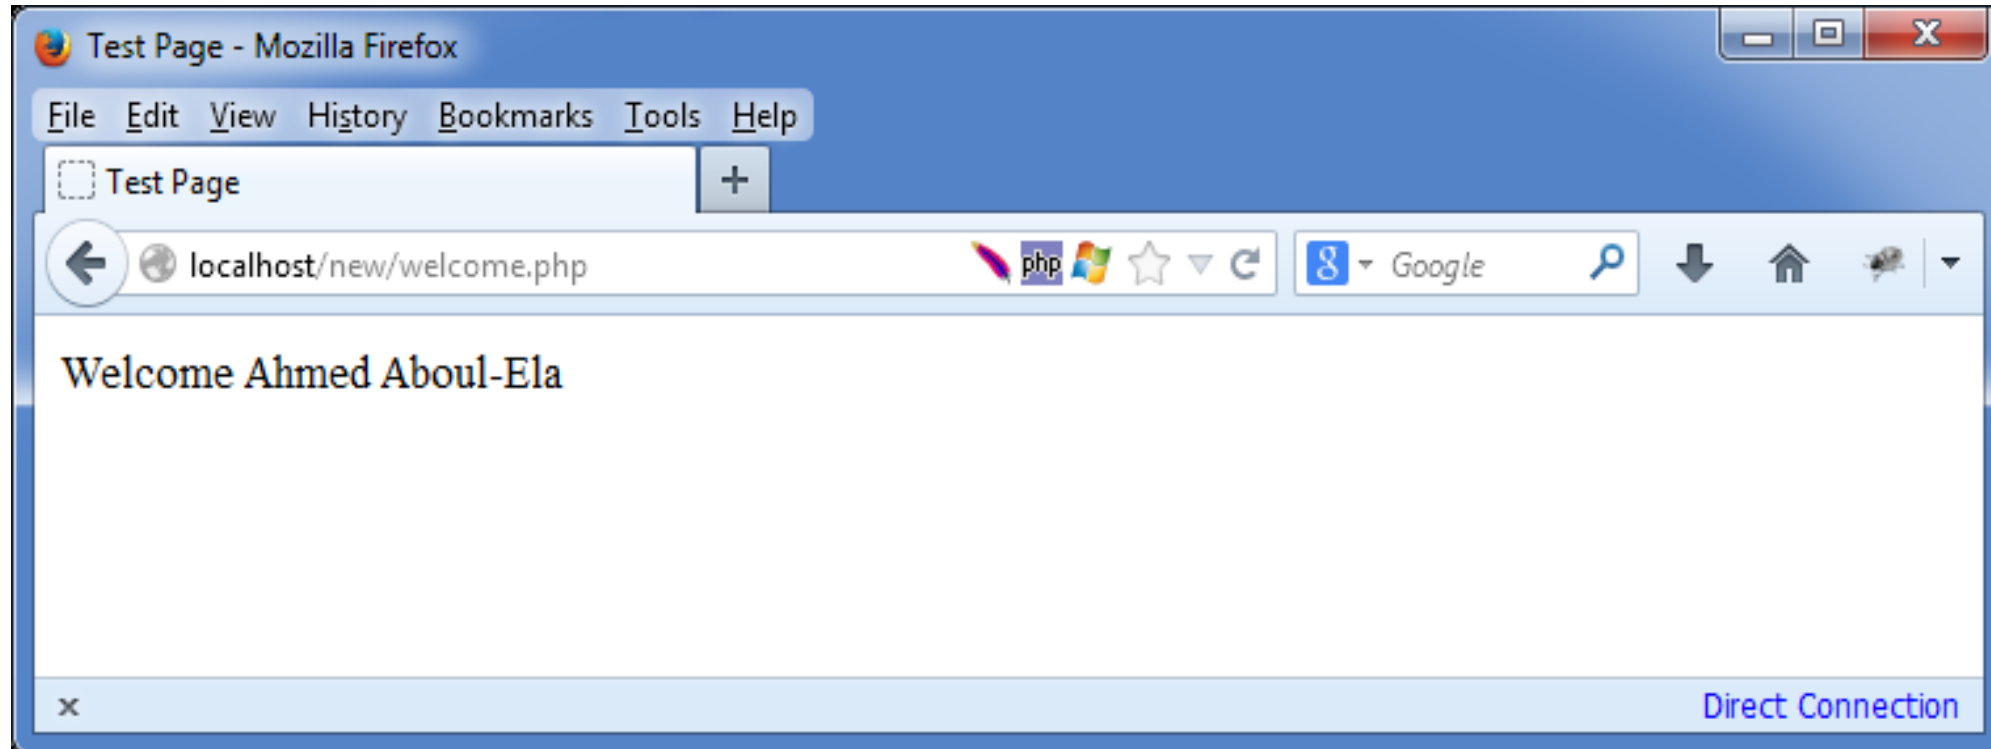 Test Page - Mozilla Firefox
File Edit View History Bookmarks Tools Help
Test Page +
localhost/new/welcome.php php 8 Google
Welcome Ahmed Aboul-Ela
x Direct Connection